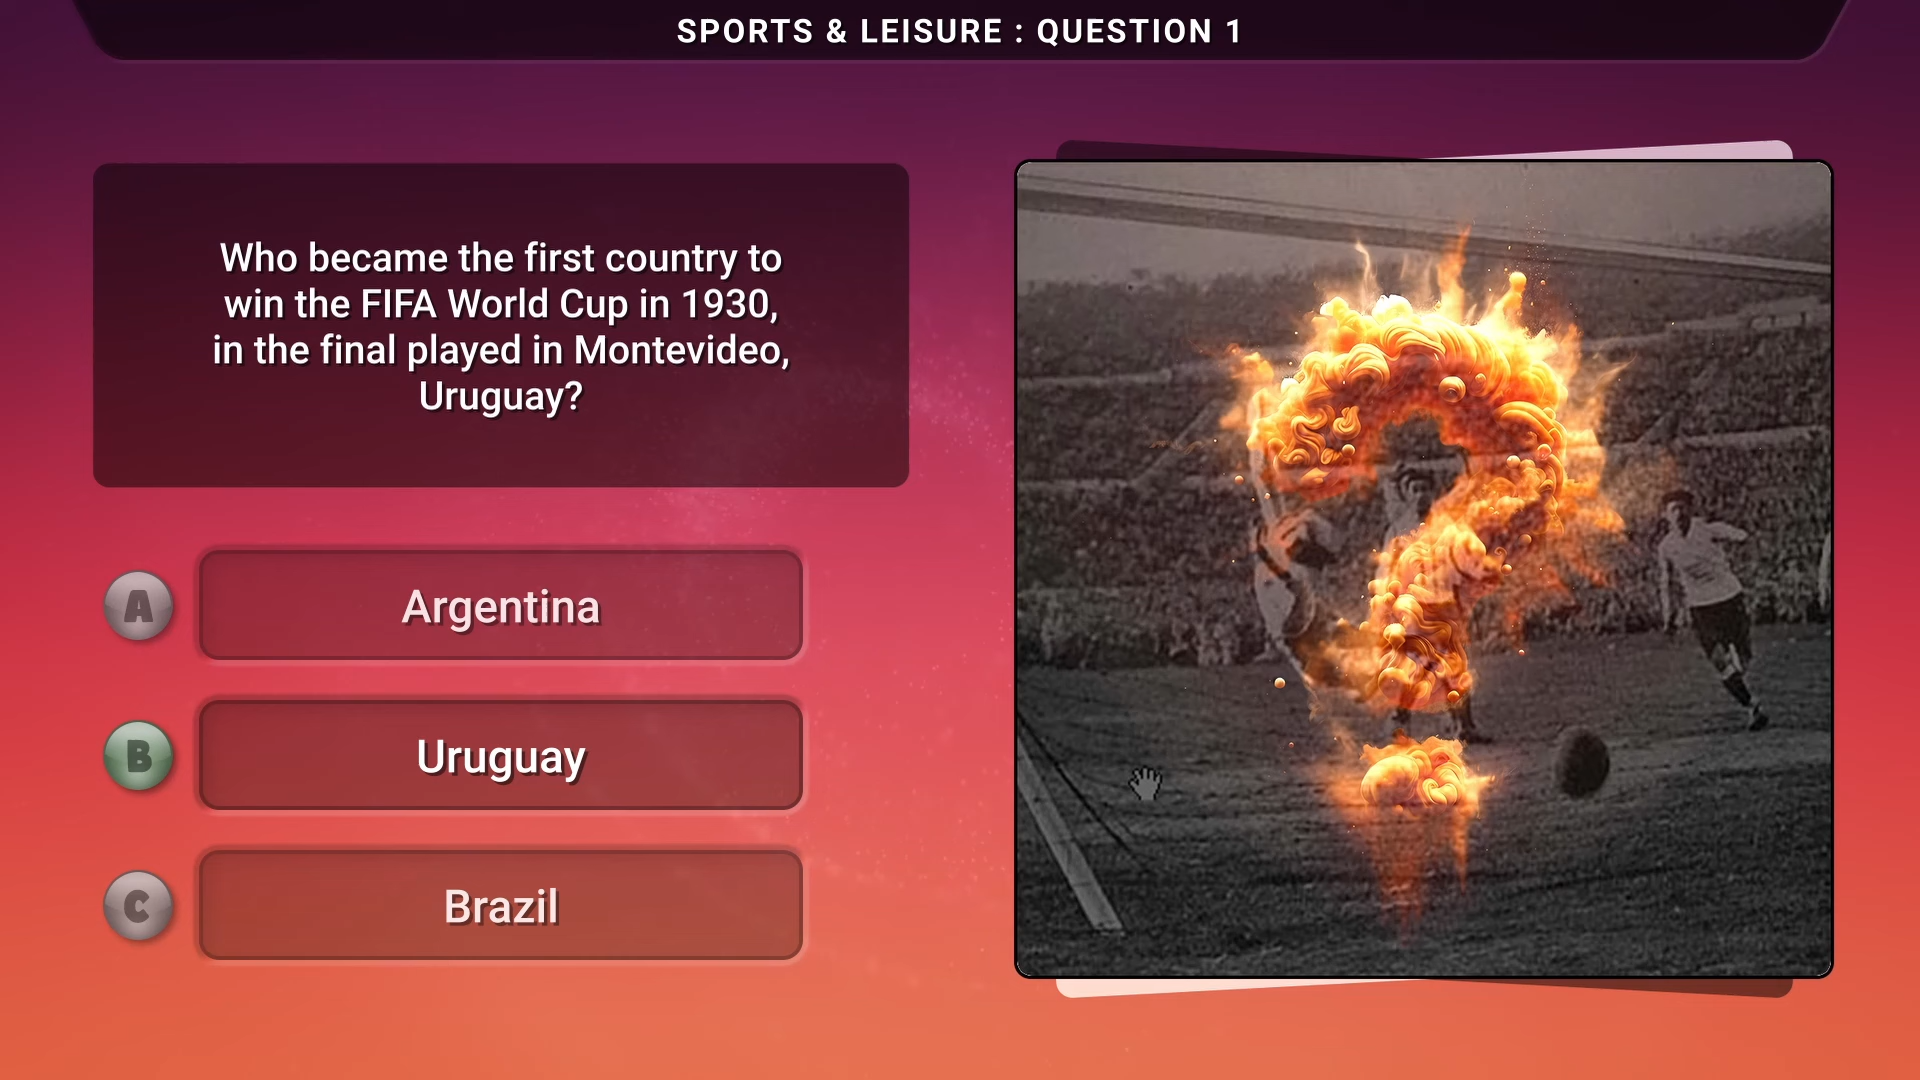 SPORTS & LEISURE : QUESTION 1
Who became the first country to
win the FIFA World Cup in 1930,
in the final played in Montevideo,
Uruguay?
A
Argentina
B
Uruguay
C
Brazil